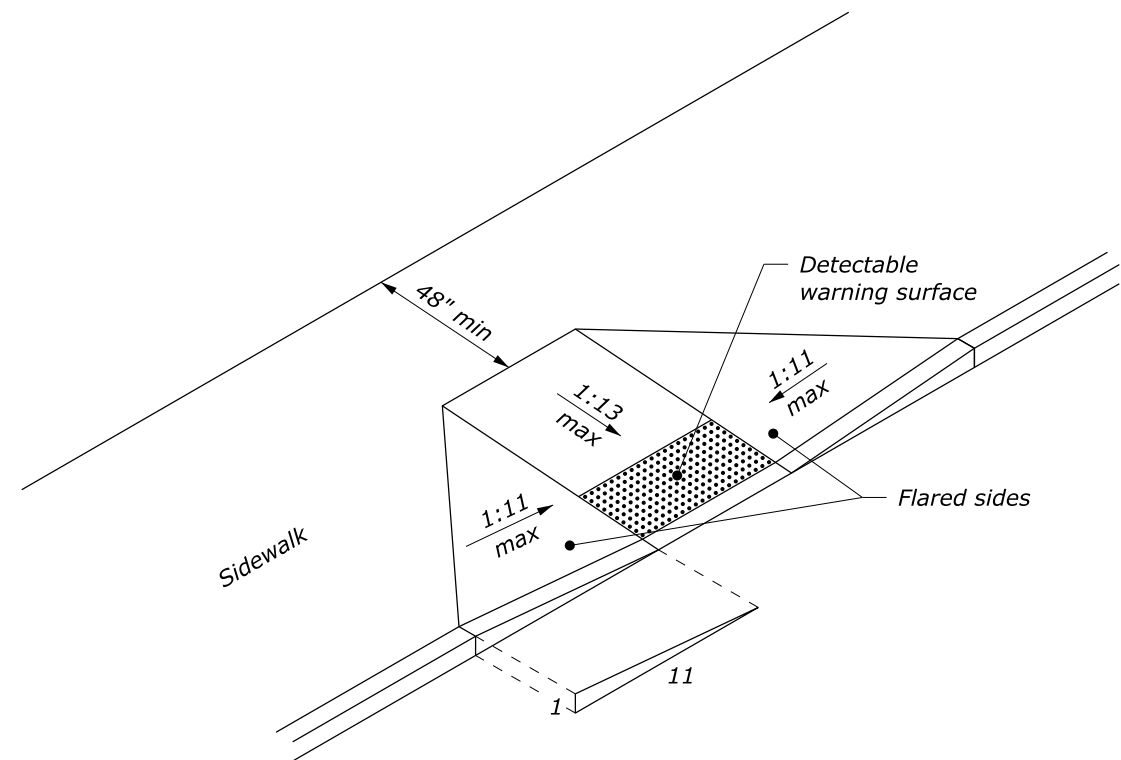 48" min
Detectable
warning surface
1:11
max
1:13
max
1:11
max
Flared sides
Sidewalk
11
1